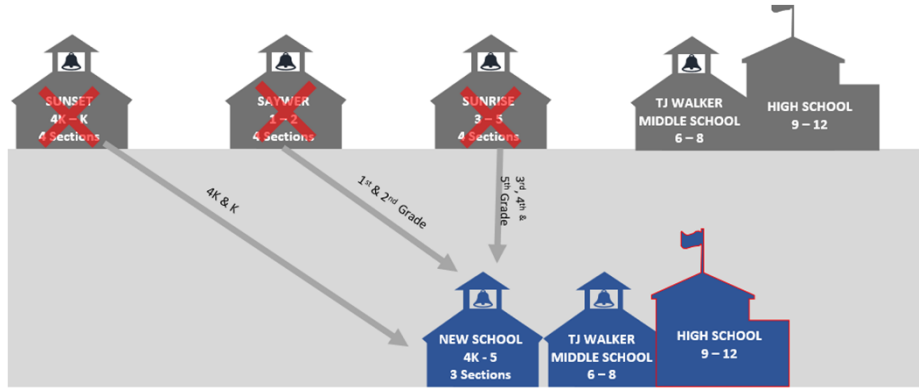 SUNSET
4K – K
4 Sections
SAYWER
1 – 2
4 Sections
SUNRISE
3 – 5
4 Sections
TJ WALKER
MIDDLE SCHOOL
6 – 8
HIGH SCHOOL
9 – 12
4K & K
1st & 2nd Grade
3rd, 4th &
5th Grade
NEW SCHOOL
4K - 5
3 Sections
TJ WALKER
MIDDLE SCHOOL
6 – 8
HIGH SCHOOL
9 – 12